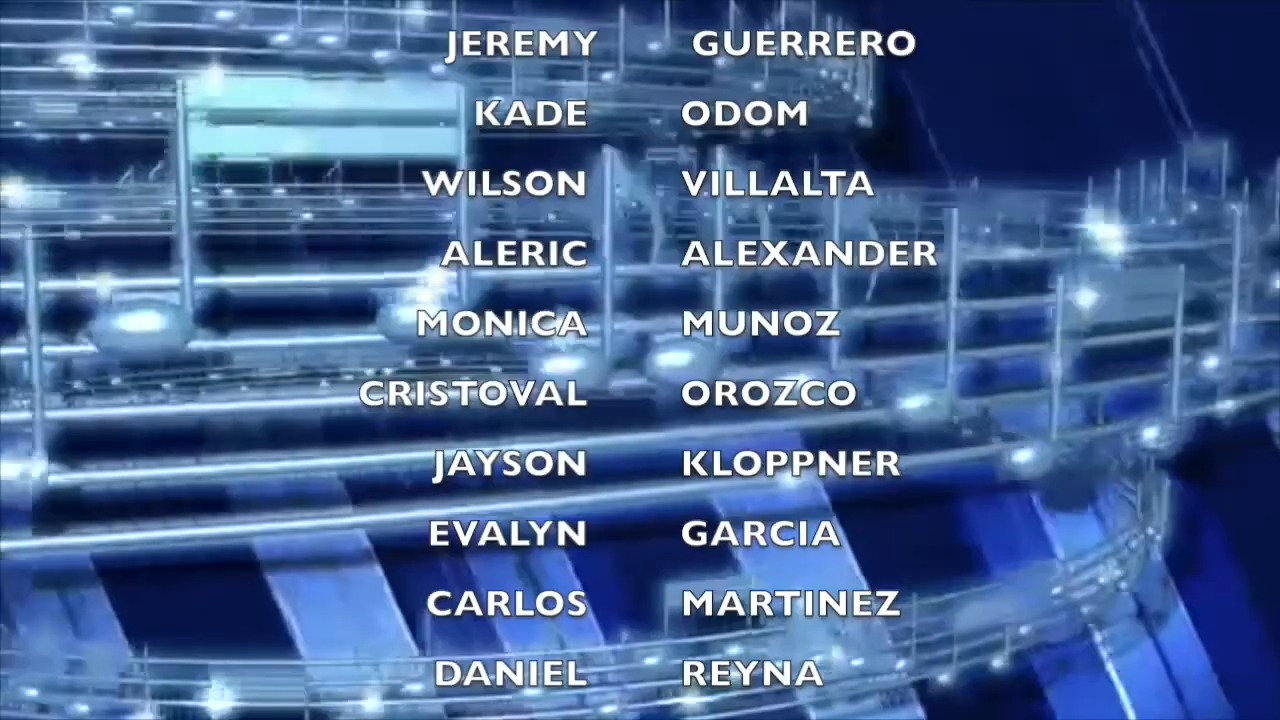 JEREMY GUERRERO
KADE ODOM
WILSON VILLALTA
ALERIC ALEXANDER
MONICA MUNOZ
CRISTOVAL OROZCO
JAYSON KLOPPNER
EVALYN GARCIA
CARLOS MARTINEZ
DANIEL REYNA